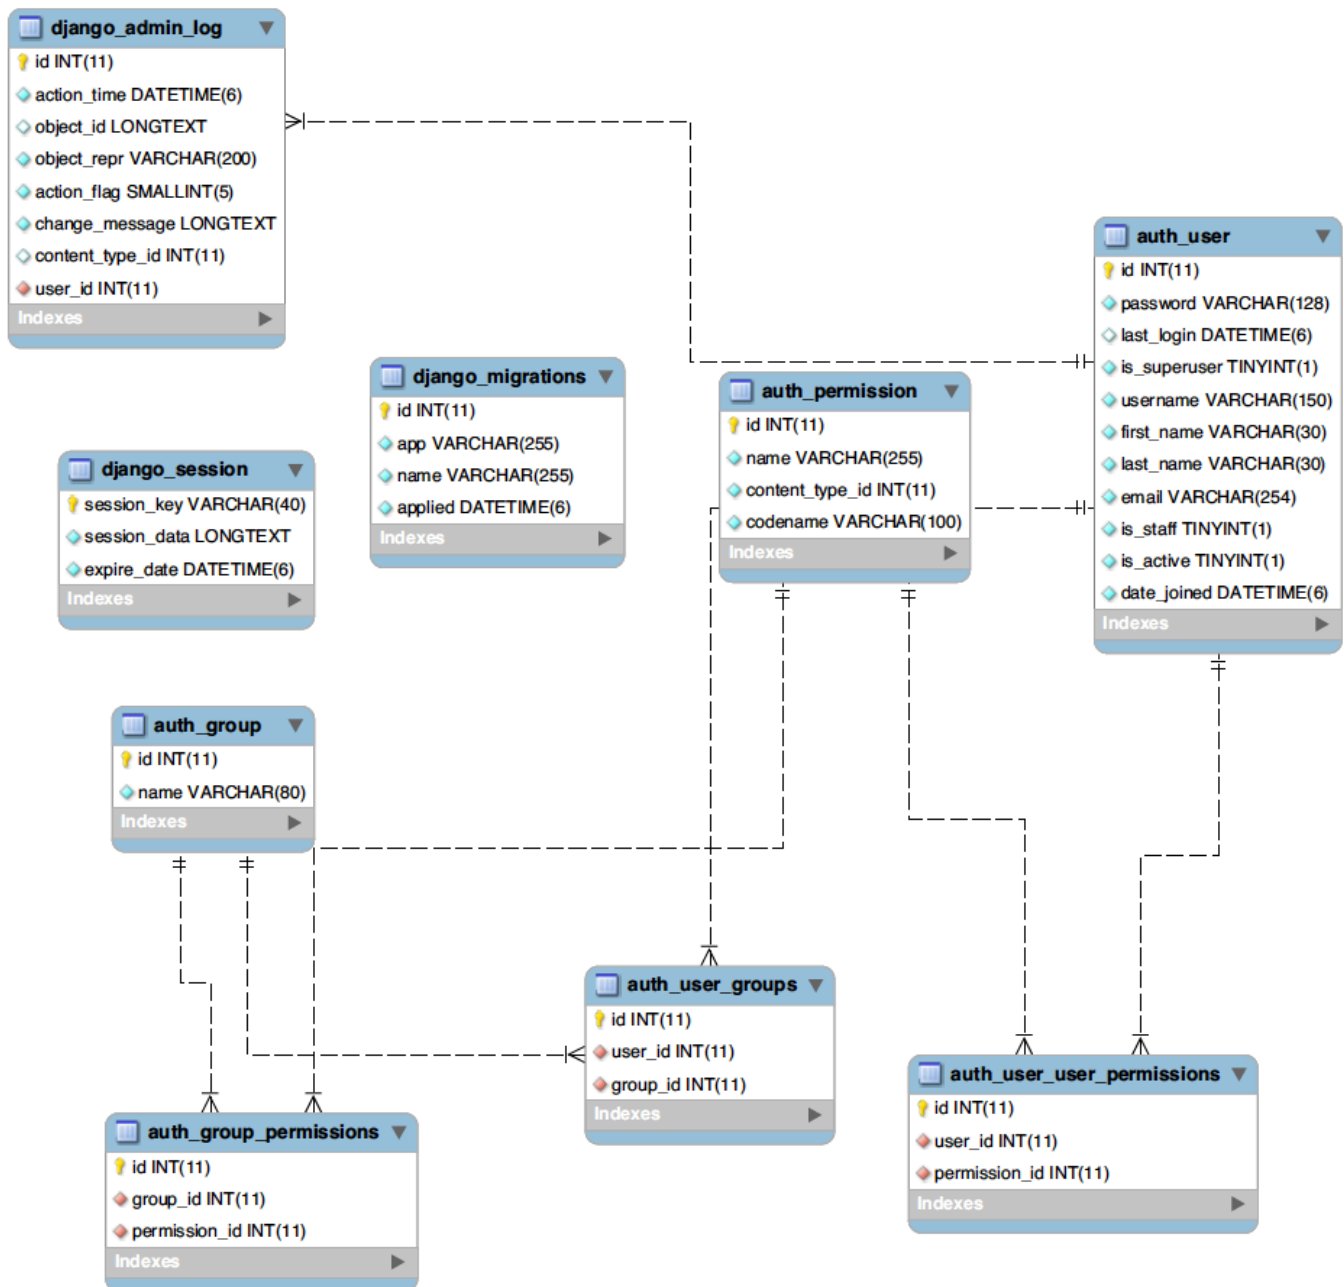 django_admin_log
id INT(11)
action_time DATETIME(6)
object_id LONGTEXT
object_repr VARCHAR(200)
action_flag SMALLINT(5)
change_message LONGTEXT
content_type_id INT(11)
user_id INT(11)
Indexes
auth_user
id INT(11)
password VARCHAR(128)
last_login DATETIME(6)
is_superuser TINYINT(1)
username VARCHAR(150)
first_name VARCHAR(30)
last_name VARCHAR(30)
email VARCHAR(254)
is_staff TINYINT(1)
is_active TINYINT(1)
date_joined DATETIME(6)
Indexes
django_migrations
id INT(11)
app VARCHAR(255)
name VARCHAR(255)
applied DATETIME(6)
Indexes
auth_permission
id INT(11)
name VARCHAR(255)
content_type_id INT(11)
codename VARCHAR(100)
Indexes
django_session
session_key VARCHAR(40)
session_data LONGTEXT
expire_date DATETIME(6)
Indexes
auth_group
id INT(11)
name VARCHAR(80)
Indexes
auth_user_groups
id INT(11)
user_id INT(11)
group_id INT(11)
Indexes
auth_user_user_permissions
id INT(11)
user_id INT(11)
permission_id INT(11)
Indexes
auth_group_permissions
id INT(11)
group_id INT(11)
permission_id INT(11)
Indexes